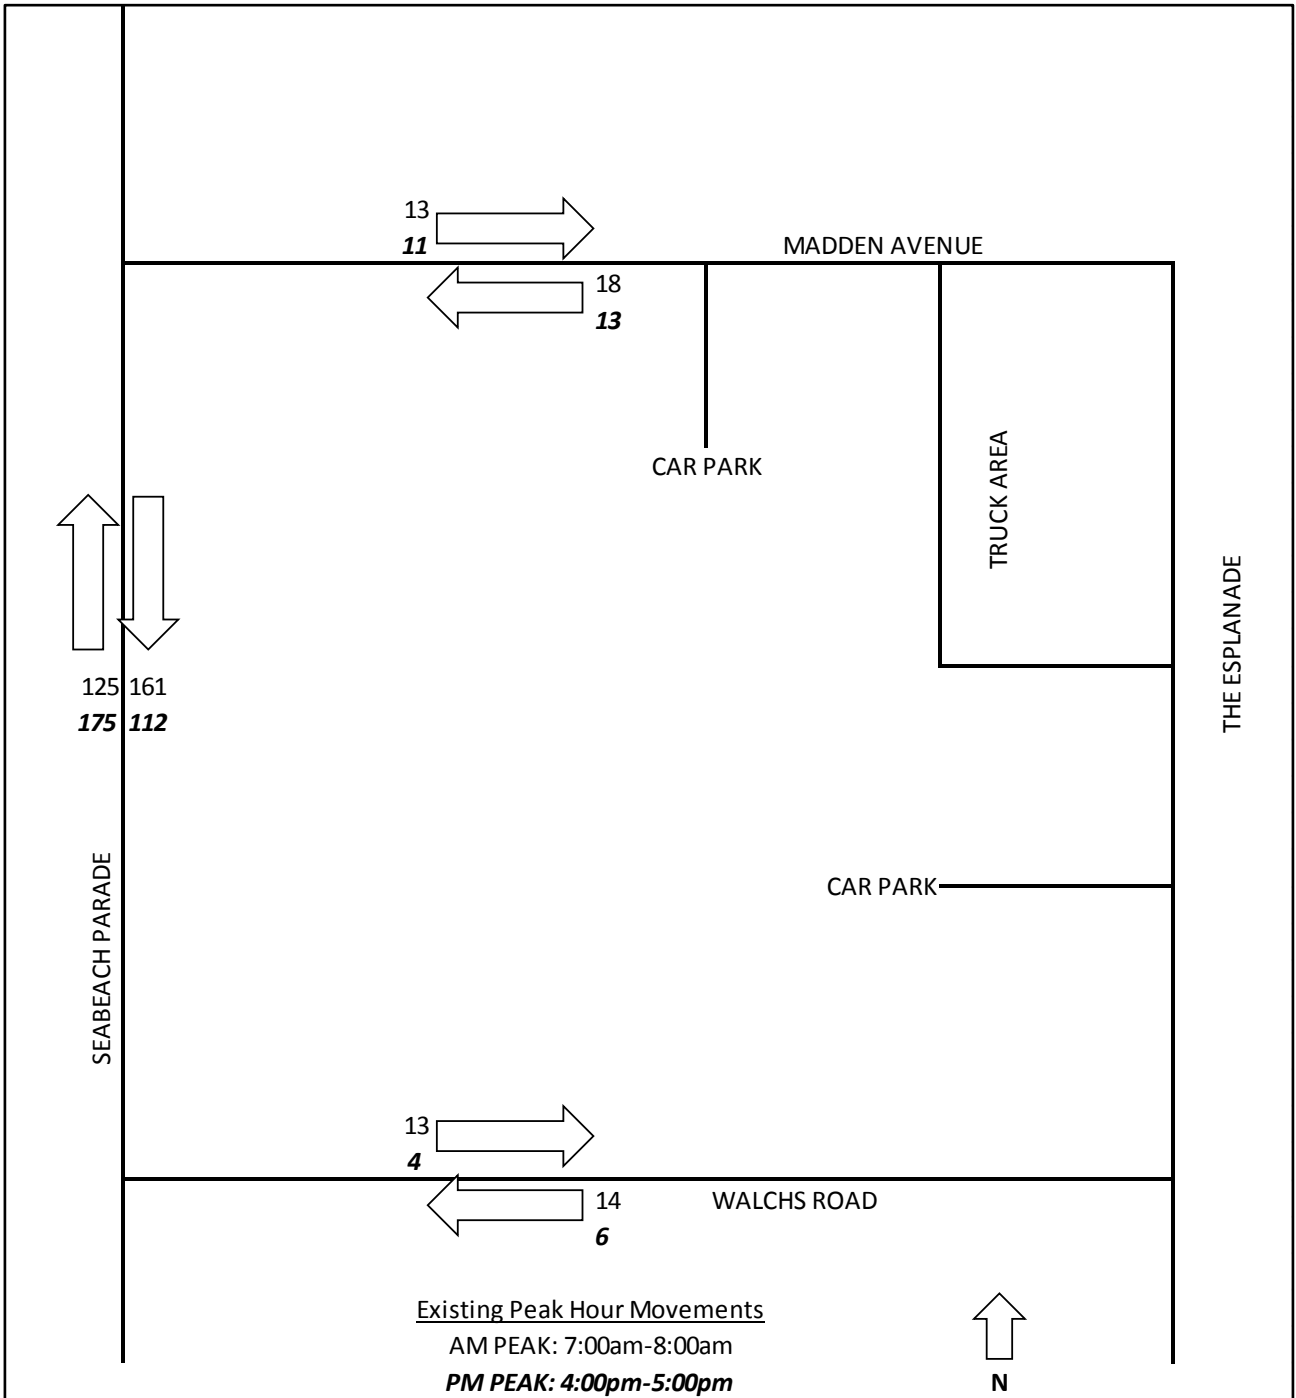 13
11
MADDEN AVENUE
18
13
CAR PARK
TRUCK AREA
THE ESPLANADE
125 161
175 112
SEABEACH PARADE
CAR PARK
13
4
14
6
WALCHS ROAD
Existing Peak Hour Movements
AM PEAK: 7:00am-8:00am
PM PEAK: 4:00pm-5:00pm
N